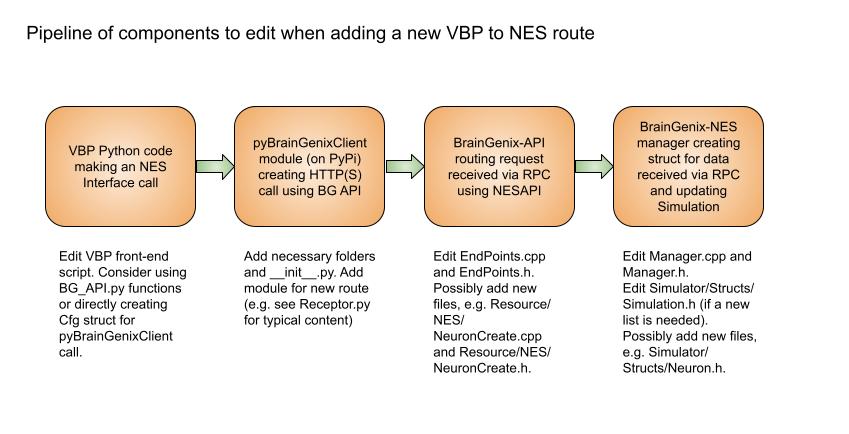 Pipeline of components to edit when adding a new VBP to NES route
VBP Python code
making an NES
Interface call
pyBrainGenixClient
module (on PyPi)
creating HTTP(S)
call using BG API
BrainGenix-API
routing request
received via RPC
using NESAPI
BrainGenix-NES
manager creating
struct for data
received via RPC
and updating
Simulation
Edit VBP front-end
script. Consider using
BG_API.py functions
or directly creating
Cfg struct for
pyBrainGenixClient
call.
Add necessary folders
and __init__.py. Add
module for new route
(e.g. see Receptor.py
for typical content)
Edit EndPoints.cpp
and EndPoints.h.
Possibly add new
files, e.g. Resource/
NES/
NeuronCreate.cpp
and Resource/NES/
NeuronCreate.h.
Edit Manager.cpp and
Manager.h.
Edit Simulator/Structs/
Simulation.h (if a new
list is needed).
Possibly add new files,
e.g. Simulator/
Structs/Neuron.h.